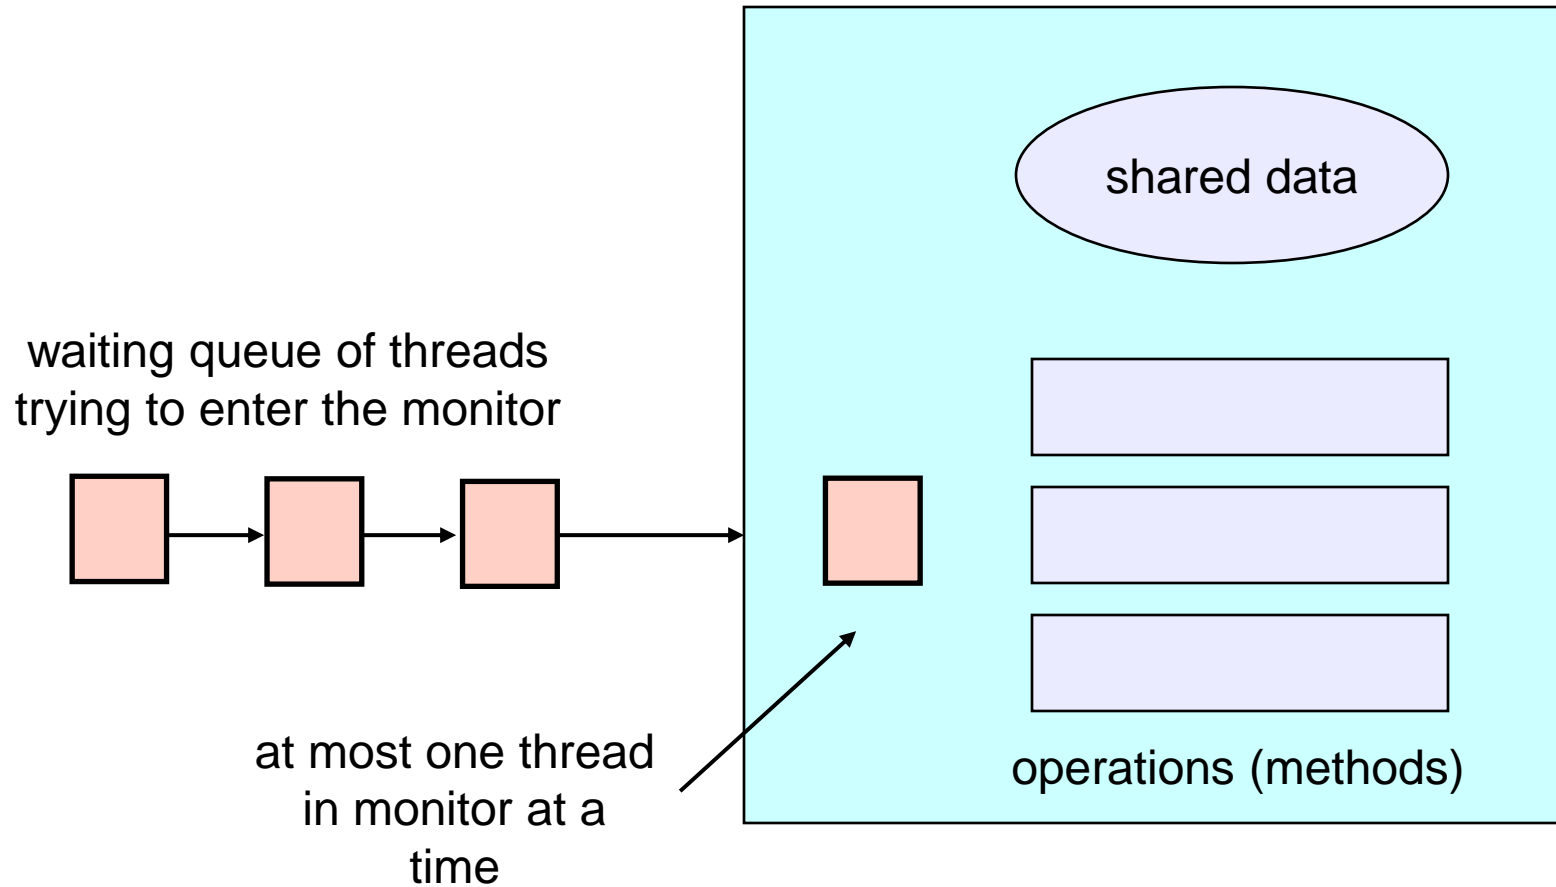 shared data
waiting queue of threads
trying to enter the monitor
at most one thread
in monitor at a
time
operations (methods)